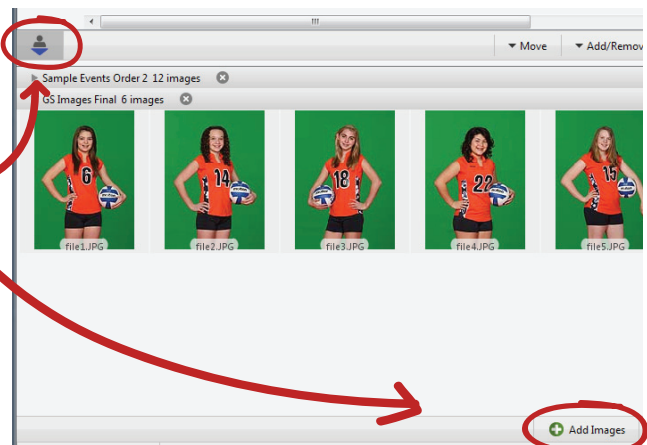 Move Add/Remov
Sample Events Order 2 12 images
GS Images Final 6 images
6 14 18 22 15
file1.JPG file2.JPG file3.JPG file4.JPG file5.JPG
Add Images